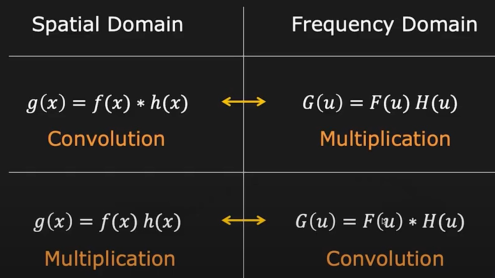 Spatial Domain
Frequency Domain
g(x) = f(x) ∗ h(x)
G(u) = F(u) H(u)
Convolution
Multiplication
g(x) = f(x) h(x)
G(u) = F(u) ∗ H(u)
Multiplication
Convolution